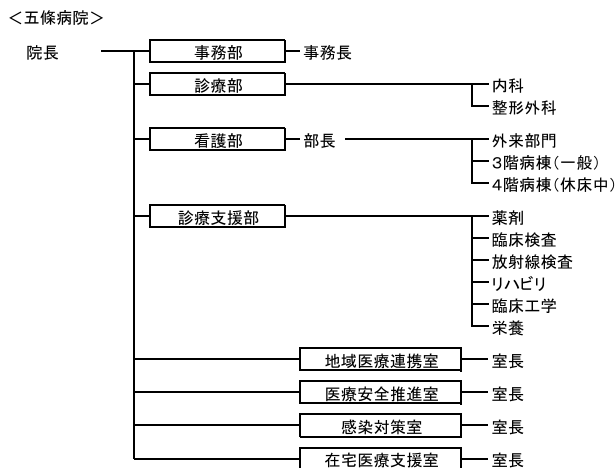 ＜五條病院＞
院長 事務部 事務長
診療部 内科
整形外科
看護部 部長 外来部門
3階病棟（一般）
4階病棟（休床中）
診療支援部 薬剤
臨床検査
放射線検査
リハビリ
臨床工学
栄養
地域医療連携室 室長
医療安全推進室 室長
感染対策室 室長
在宅医療支援室 室長